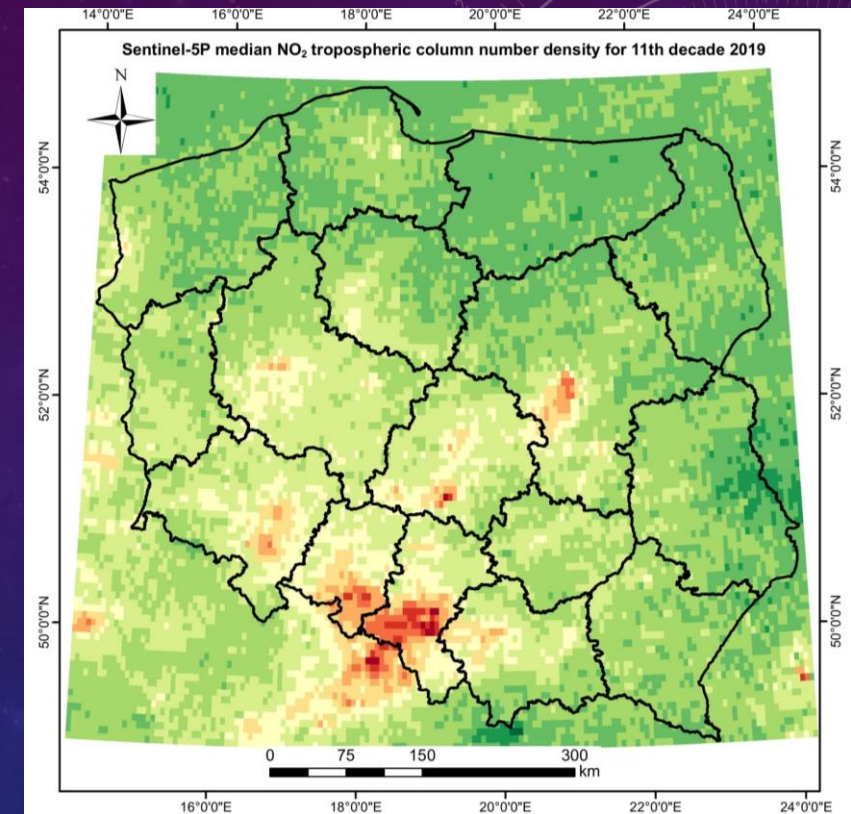 14°0'0"E 16°0'0"E 18°0'0"E 20°0'0"E 22°0'0"E 24°0'0"E
Sentinel-5P median NO₂ tropospheric column number density for 11th decade 2019
N
54°0'0"N 54°0'0"N
52°0'0"N 52°0'0"N
50°0'0"N 50°0'0"N
0 75 150 300
km
16°0'0"E 18°0'0"E 20°0'0"E 22°0'0"E 24°0'0"E